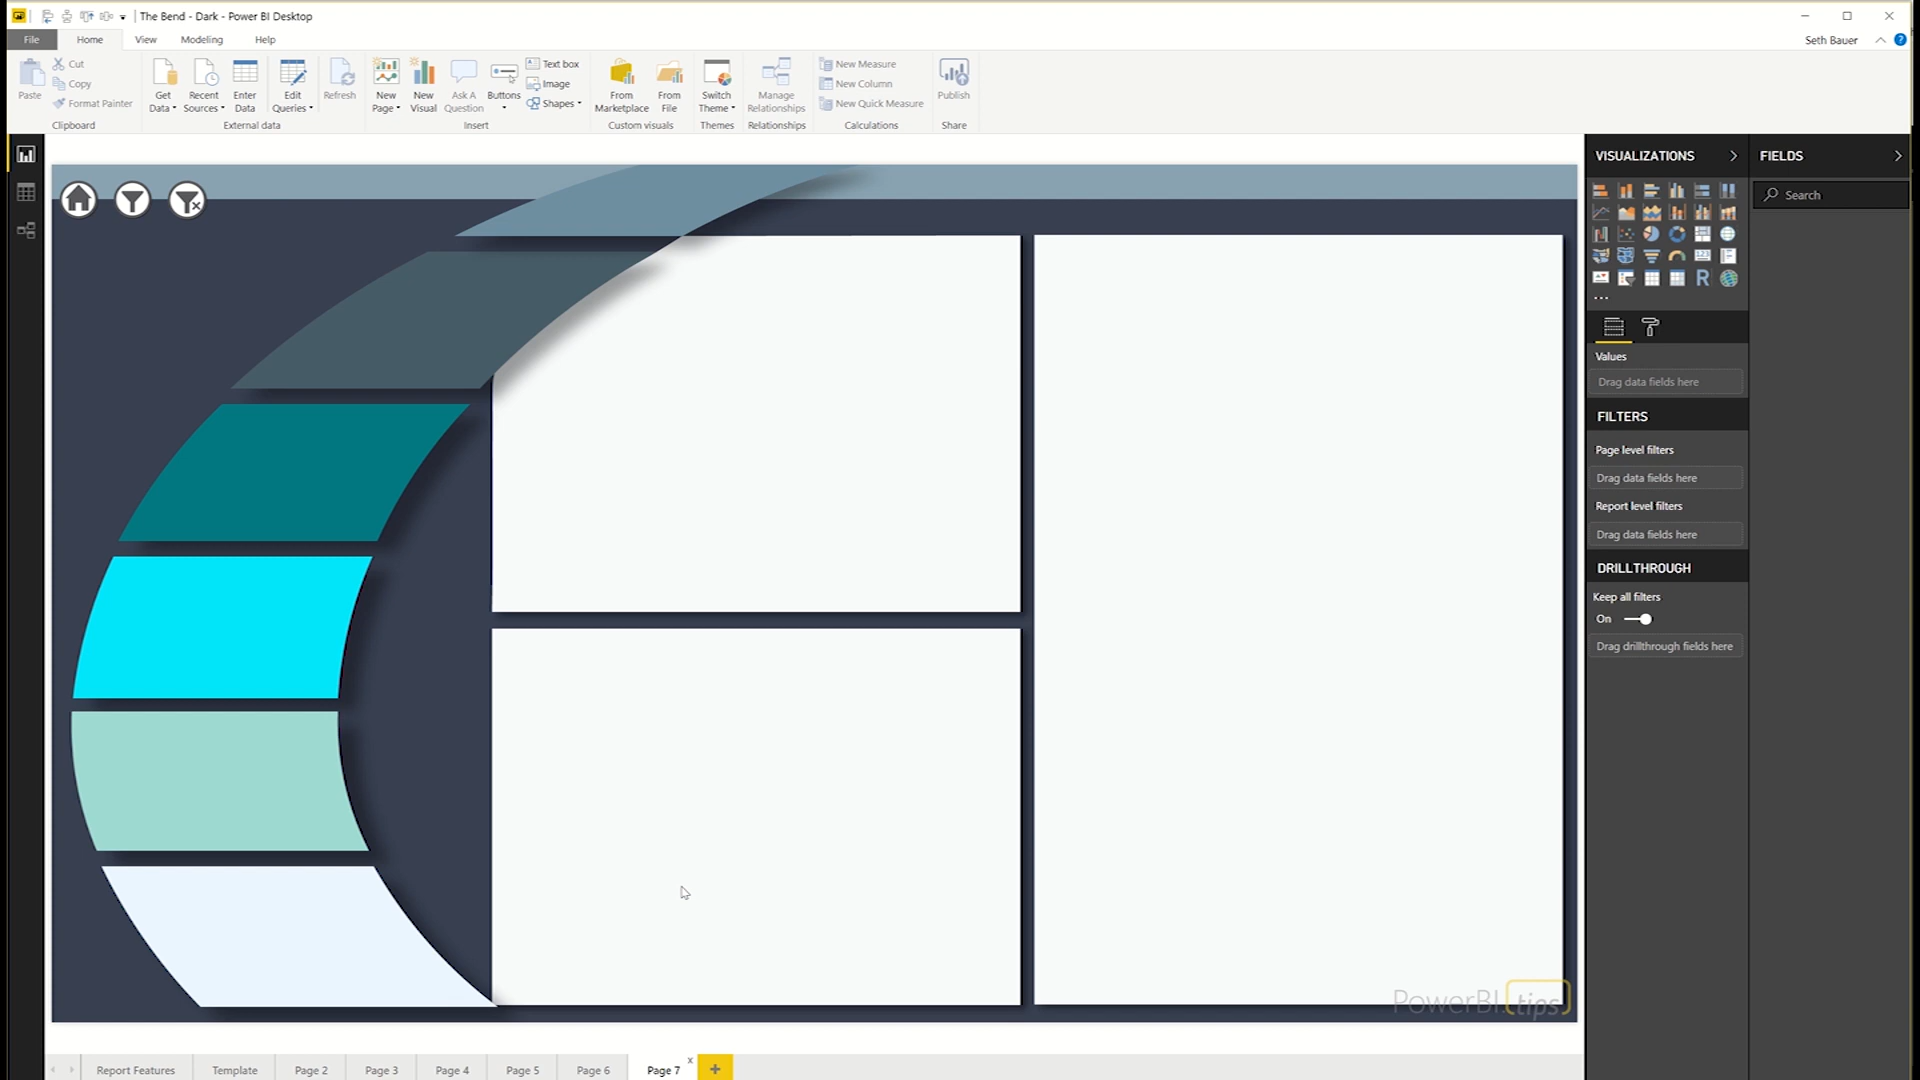 The Bend - Dark - Power BI Desktop
File Home View Modeling Help
Seth Bauer
Paste
Cut
Copy
Format Painter
Clipboard
Get Data
Recent Sources
Enter Data
Edit Queries
Refresh
External data
New Page
New Visual
Ask A Question
Buttons
Text box
Image
Shapes
Insert
From Marketplace
From File
Custom visuals
Switch Theme
Themes
Manage Relationships
Relationships
New Measure
New Column
New Quick Measure
Calculations
Publish
Share
VISUALIZATIONS
FIELDS
Search
R
Values
Drag data fields here
FILTERS
Page level filters
Drag data fields here
Report level filters
Drag data fields here
DRILLTHROUGH
Keep all filters
On
Drag drillthrough fields here
PowerBI.tips
Report Features Template Page 2 Page 3 Page 4 Page 5 Page 6 Page 7 x +